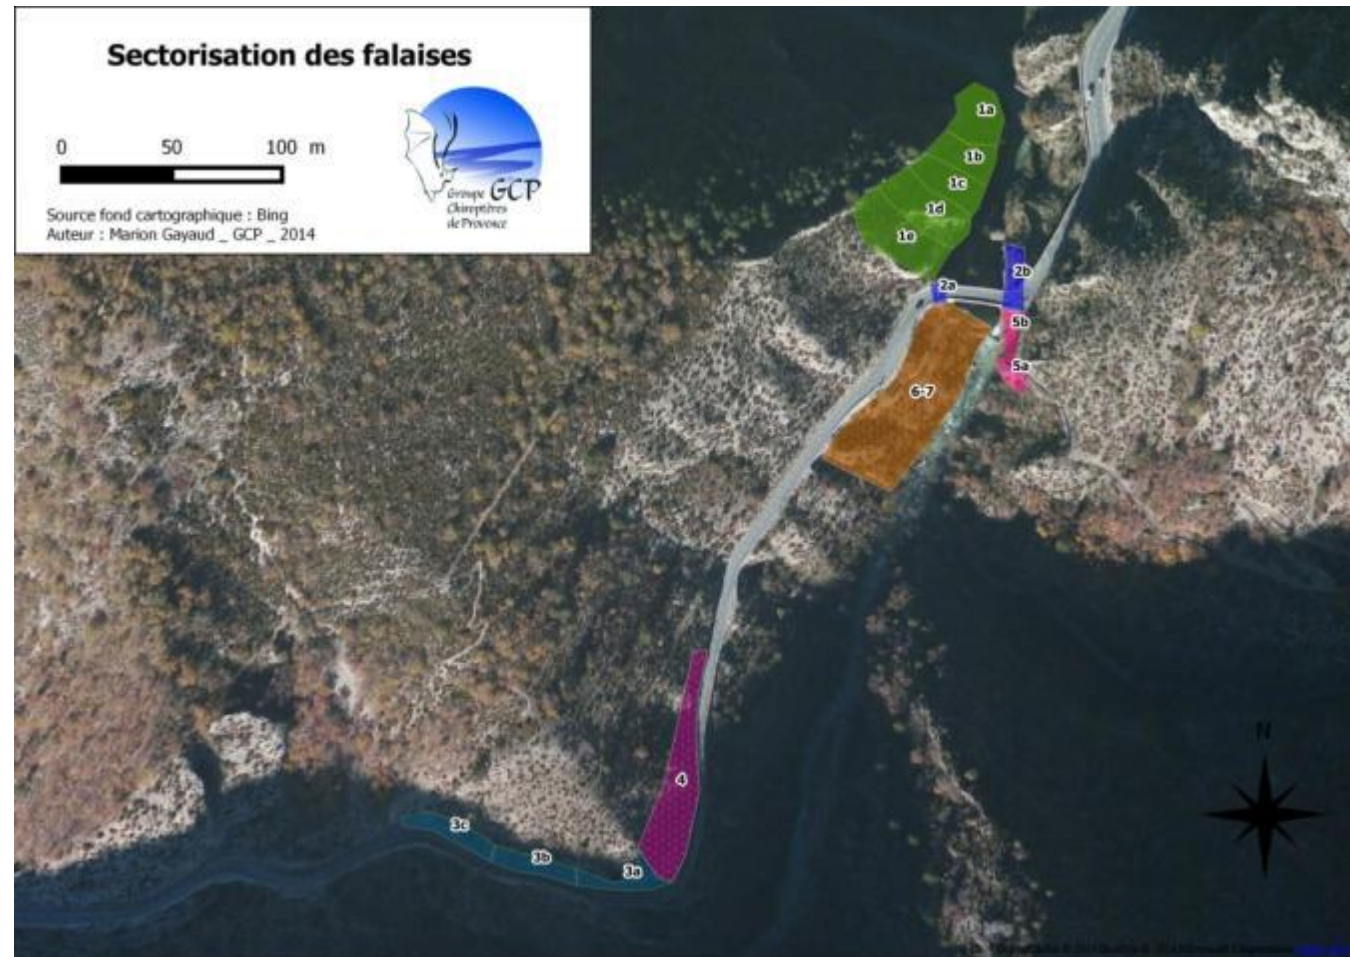 Sectorisation des falaises
0 50 100 m
Source fond cartographique : Bing
Auteur : Marion Gayaud _ GCP _ 2014
Groupe GCP
Chiroptères
de Provence
1a
1b
1c
1d
1e
2b
2a
5b
5a
6-7
N
4
3c
3b
3a